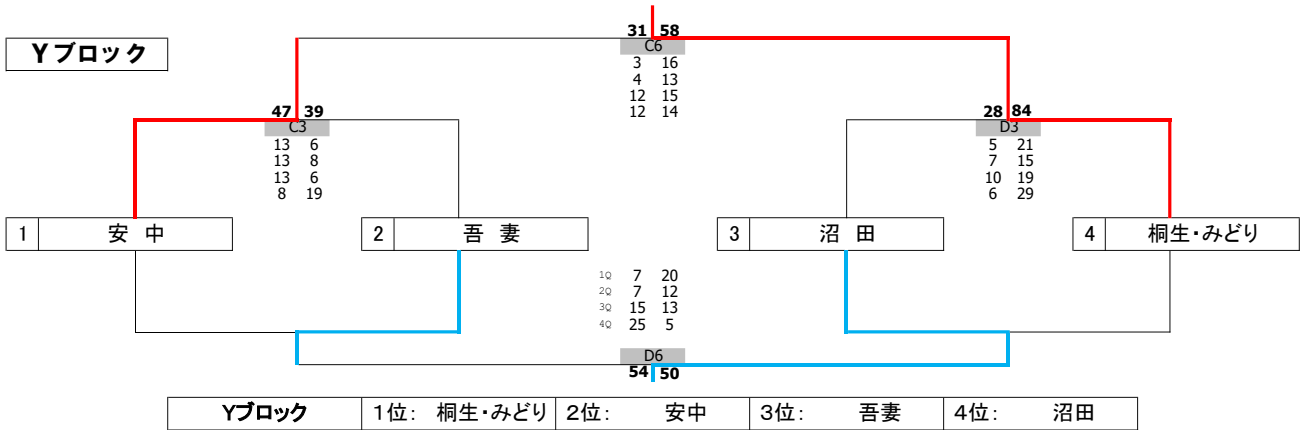 31 58
Yブロック
C6
3 16
4 13
12 15
12 14
47 39
C3
13 6
13 8
13 6
8 19
28 84
D3
5 21
7 15
10 19
6 29
1 安 中
2 吾 妻
3 沼 田
4 桐生・みどり
1Q 7 20
2Q 7 12
3Q 15 13
4Q 25 5
D6
54 50
Yブロック 1位: 桐生・みどり 2位: 安中 3位: 吾妻 4位: 沼田